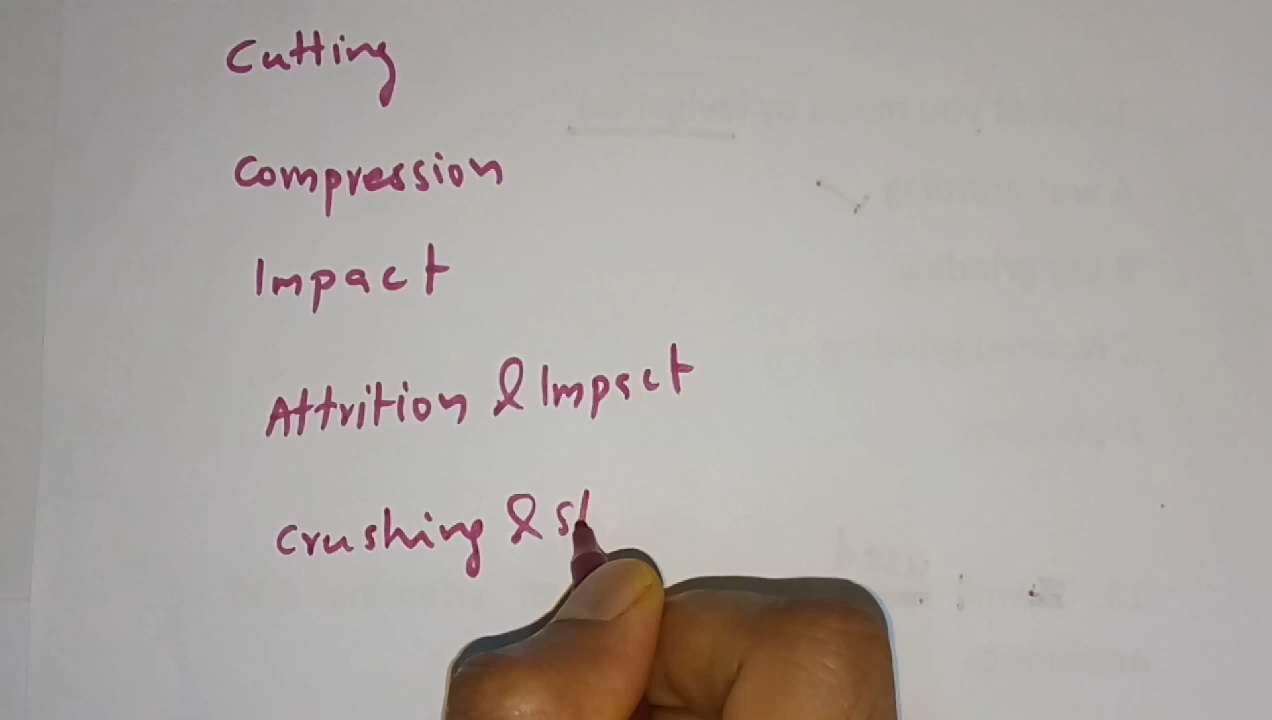 Cutting
Compression
Impact
Attrition & Impact
Crushing & S